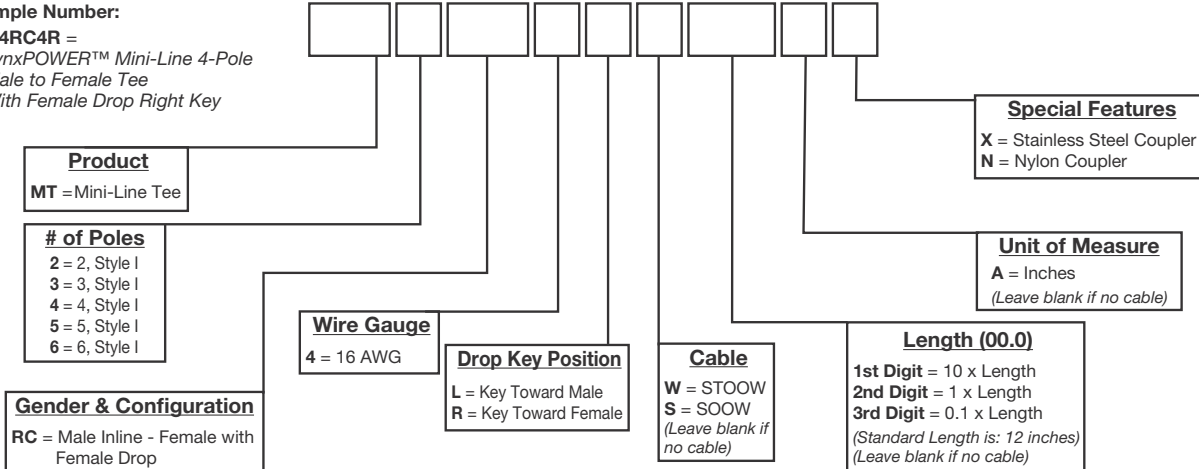 mple Number:
4RC4R =
ynxPOWER™ Mini-Line 4-Pole
ale to Female Tee
With Female Drop Right Key
Product
MT =Mini-Line Tee
# of Poles
2 = 2, Style I
3 = 3, Style I
4 = 4, Style I
5 = 5, Style I
6 = 6, Style I
Gender & Configuration
RC = Male Inline - Female with
Female Drop
Wire Gauge
4 = 16 AWG
Drop Key Position
L = Key Toward Male
R = Key Toward Female
Cable
W = STOOW
S = SOOW
(Leave blank if
no cable)
Length (00.0)
1st Digit = 10 x Length
2nd Digit = 1 x Length
3rd Digit = 0.1 x Length
(Standard Length is: 12 inches)
(Leave blank if no cable)
Unit of Measure
A = Inches
(Leave blank if no cable)
Special Features
X = Stainless Steel Coupler
N = Nylon Coupler